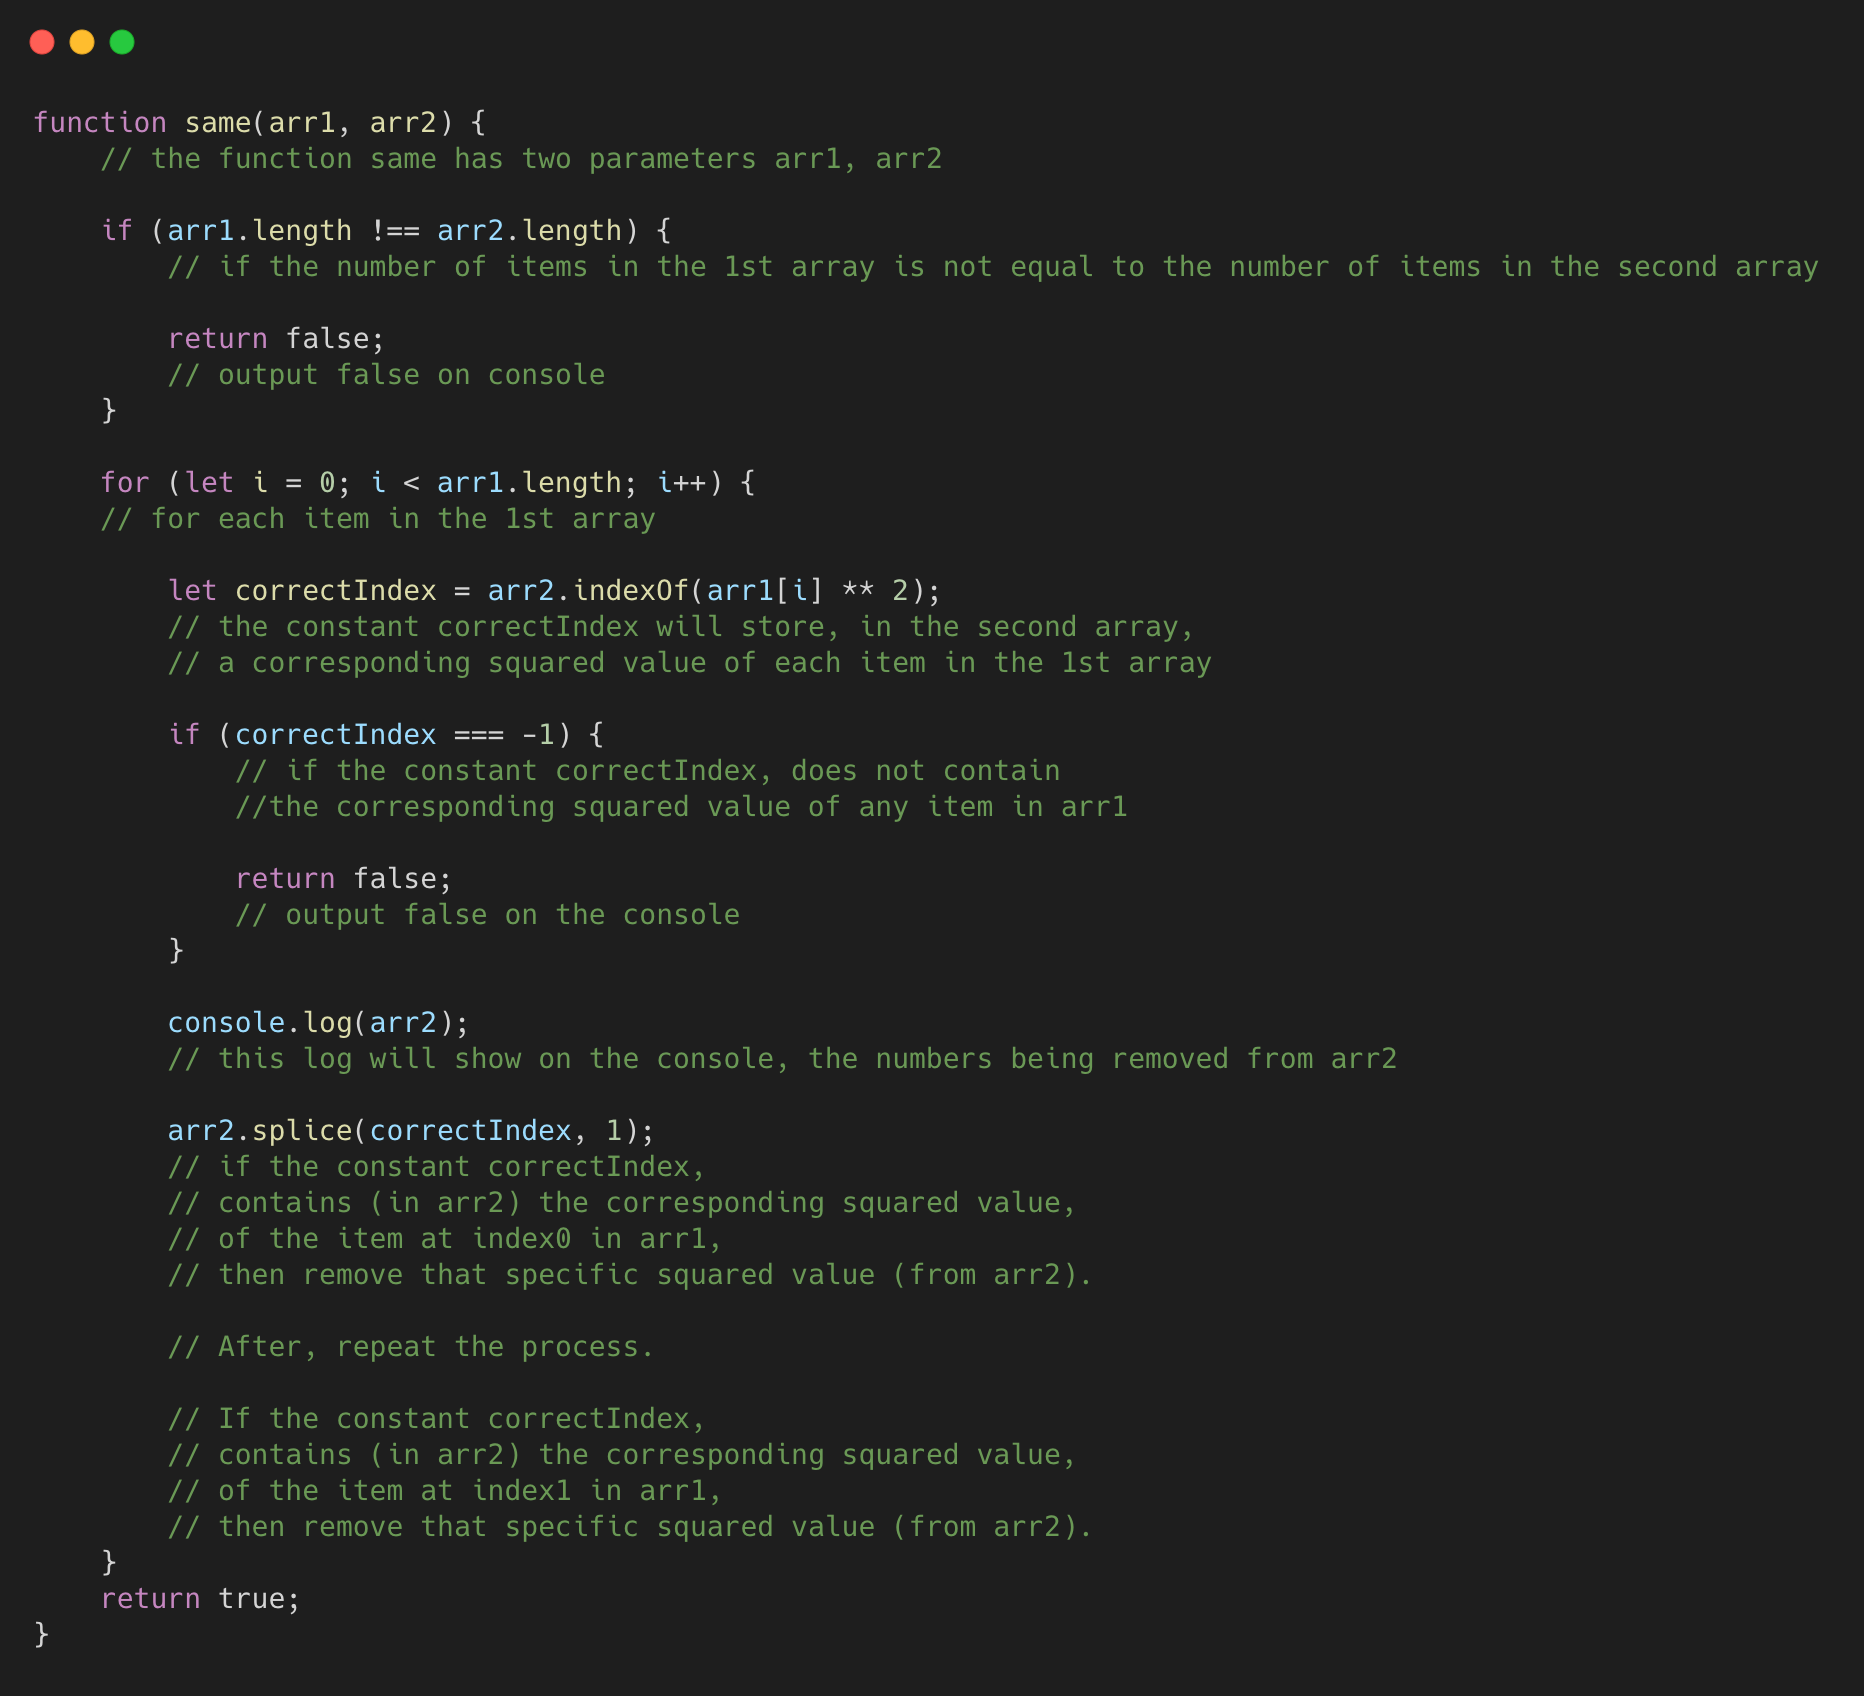 function same(arr1, arr2) {
    // the function same has two parameters arr1, arr2

    if (arr1.length !== arr2.length) {
        // if the number of items in the 1st array is not equal to the number of items in the second array

        return false;
        // output false on console
    }

    for (let i = 0; i < arr1.length; i++) {
    // for each item in the 1st array

        let correctIndex = arr2.indexOf(arr1[i] ** 2);
        // the constant correctIndex will store, in the second array,
        // a corresponding squared value of each item in the 1st array

        if (correctIndex === -1) {
            // if the constant correctIndex, does not contain
            //the corresponding squared value of any item in arr1

            return false;
            // output false on the console
        }

        console.log(arr2);
        // this log will show on the console, the numbers being removed from arr2

        arr2.splice(correctIndex, 1);
        // if the constant correctIndex,
        // contains (in arr2) the corresponding squared value,
        // of the item at index0 in arr1,
        // then remove that specific squared value (from arr2).

        // After, repeat the process.

        // If the constant correctIndex,
        // contains (in arr2) the corresponding squared value,
        // of the item at index1 in arr1,
        // then remove that specific squared value (from arr2).
    }
    return true;
}